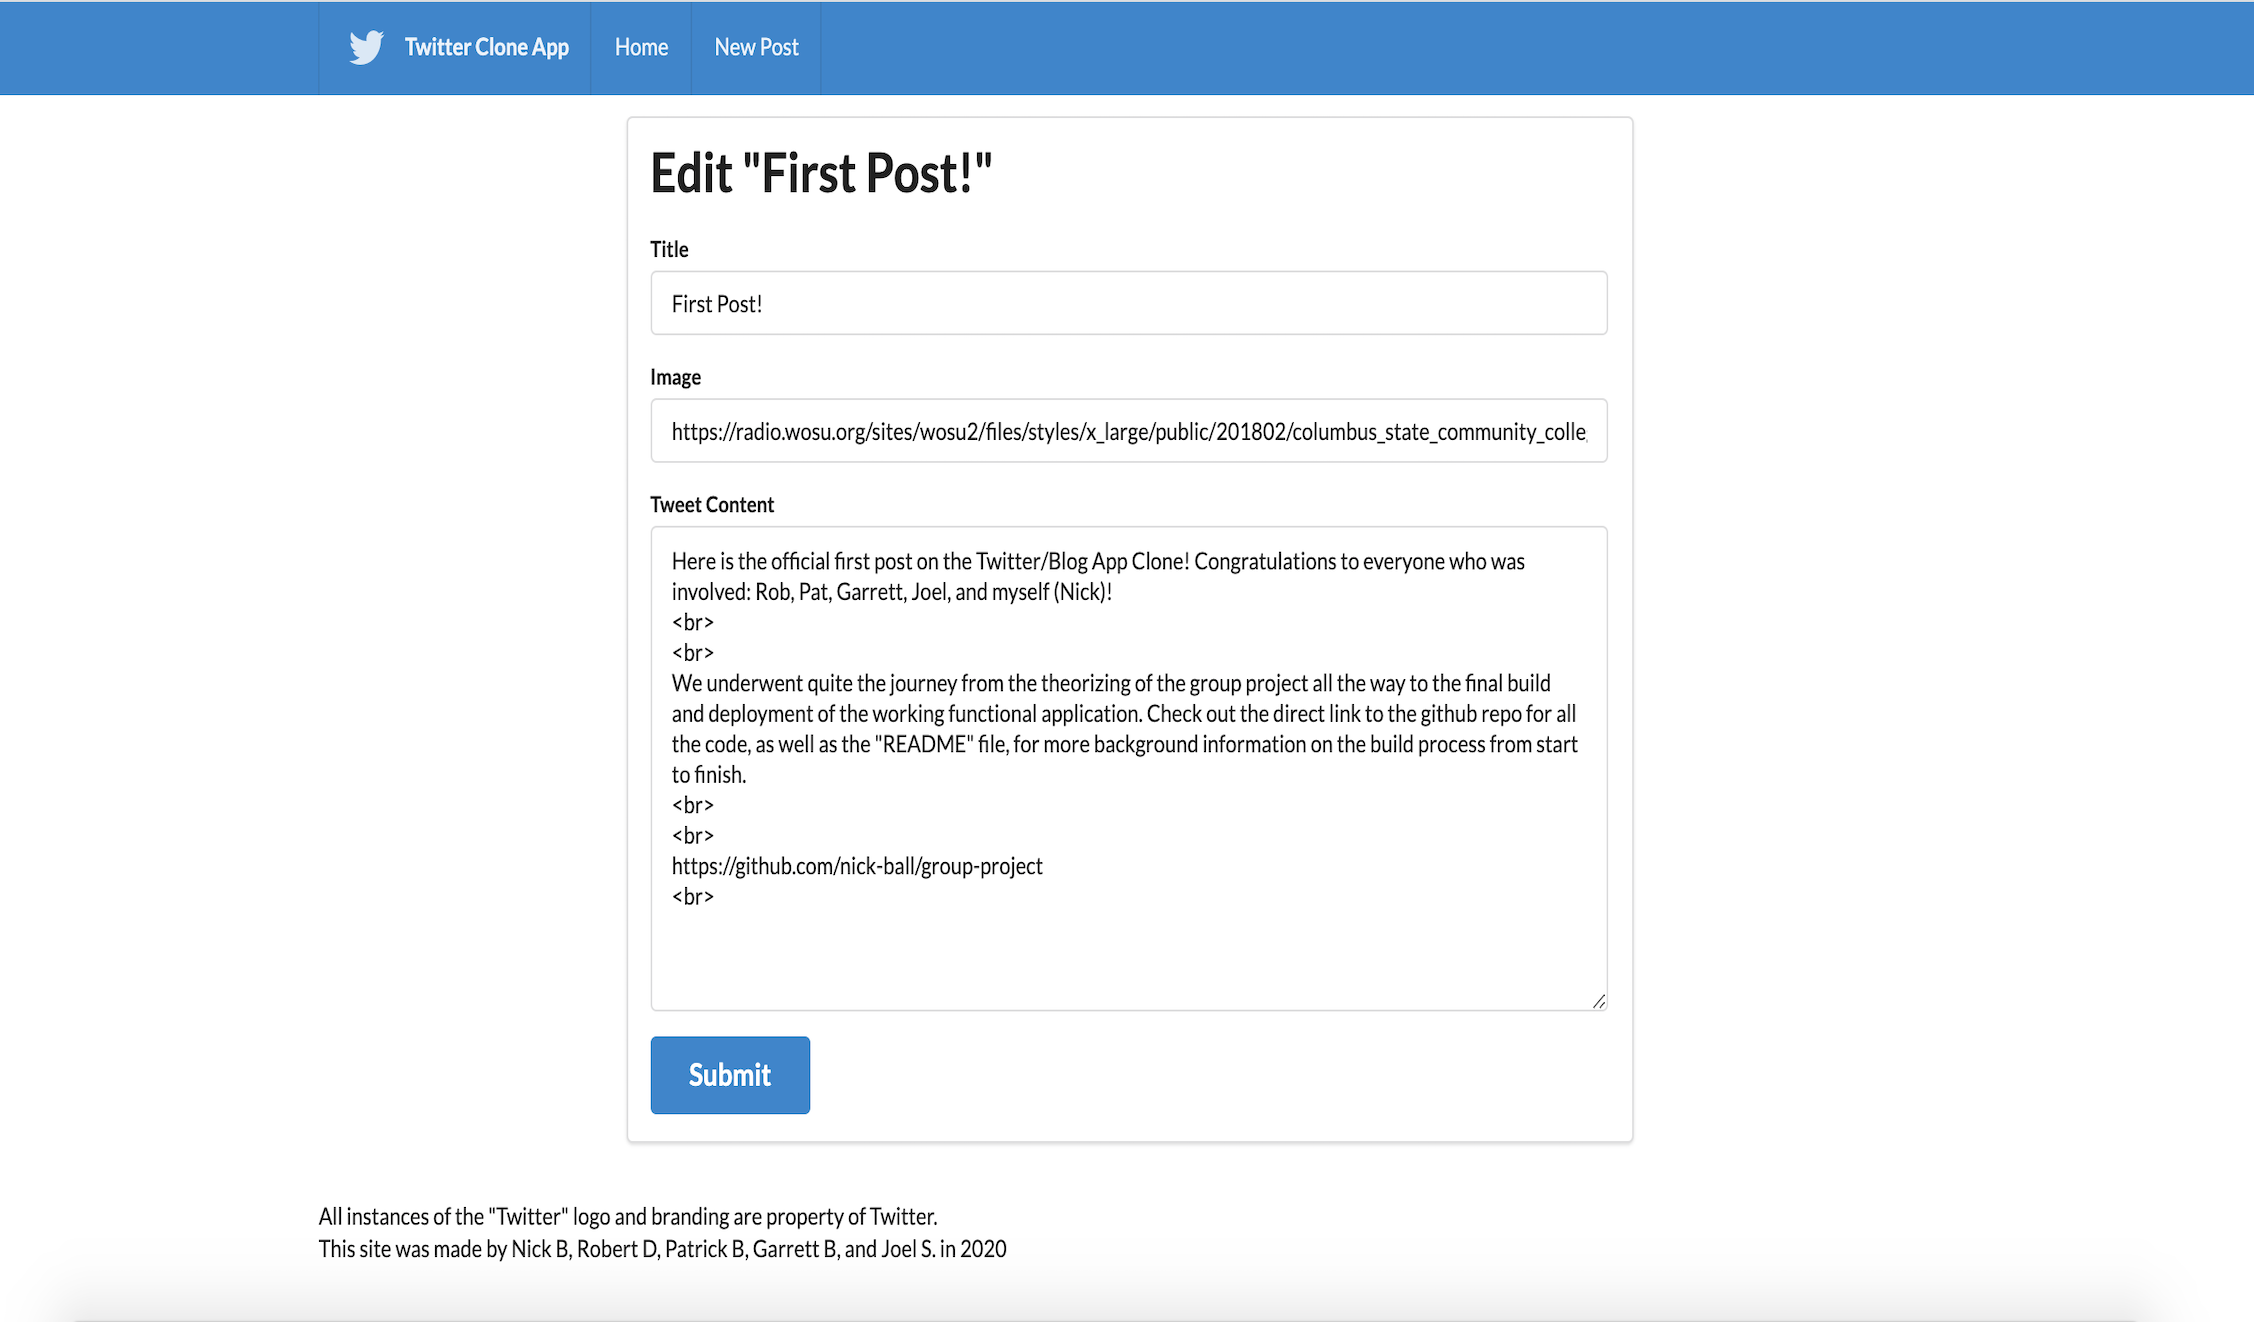 Twitter Clone App Home New Post
Edit "First Post!"
Title
First Post!
Image
https://radio.wosu.org/sites/wosu2/files/styles/x_large/public/201802/columbus_state_community_colle
Tweet Content
Here is the official first post on the Twitter/Blog App Clone! Congratulations to everyone who was
involved: Rob, Pat, Garrett, Joel, and myself (Nick)!
<br>
<br>
We underwent quite the journey from the theorizing of the group project all the way to the final build
and deployment of the working functional application. Check out the direct link to the github repo for all
the code, as well as the "README" file, for more background information on the build process from start
to finish.
<br>
<br>
https://github.com/nick-ball/group-project
<br>
Submit
All instances of the "Twitter" logo and branding are property of Twitter.
This site was made by Nick B, Robert D, Patrick B, Garrett B, and Joel S. in 2020